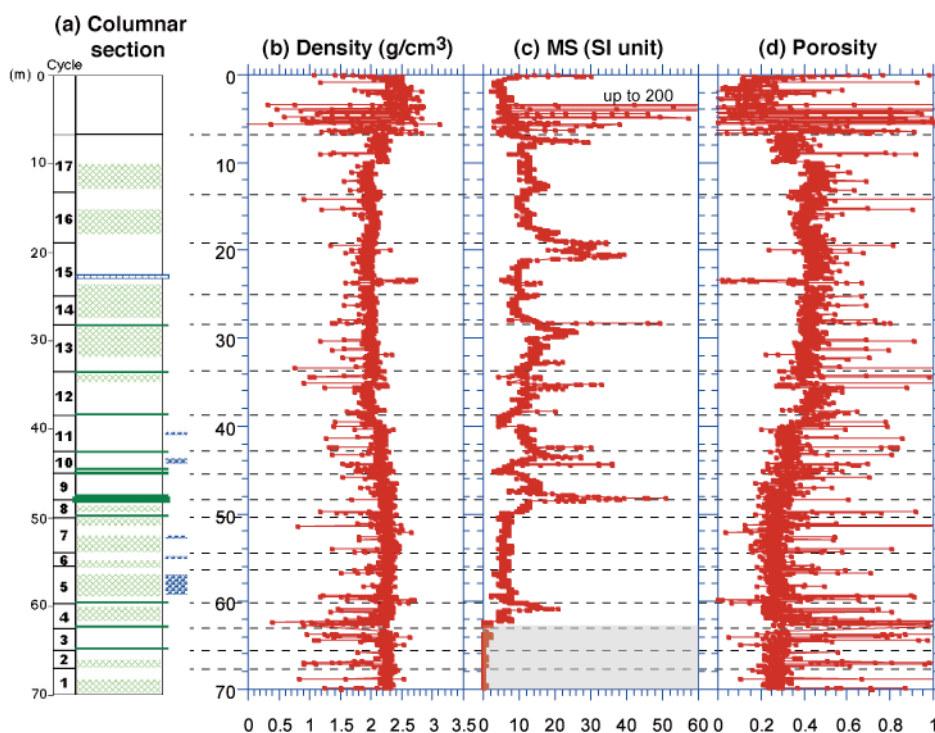 (a) Columnar
section
(b) Density (g/cm3)
(c) MS (SI unit)
(d) Porosity
Cycle
(m) 0
10
20
30
40
50
60
70
17
16
15
14
13
12
11
10
9
8
7
6
5
4
3
2
1
0
10
20
30
40
50
60
70
up to 200
0 0.5 1 1.5 2 2.5 3 3.5
0 10 20 30 40 50 60
0 0.2 0.4 0.6 0.8 1